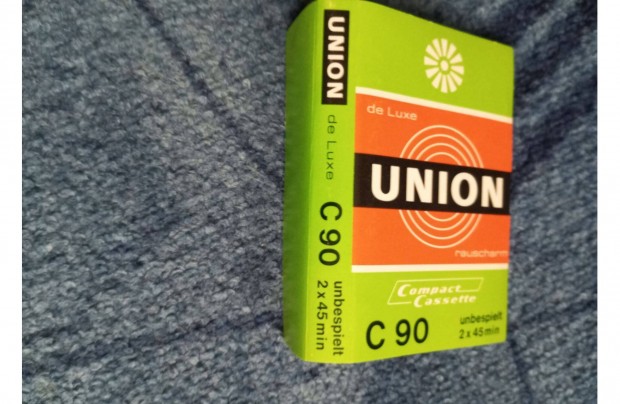 UNION
de Luxe
C 90
unbespielt
2 x 45 min
de Luxe
UNION
rauscharm
Compact
Cassette
C 90
unbespielt
2 x 45 min